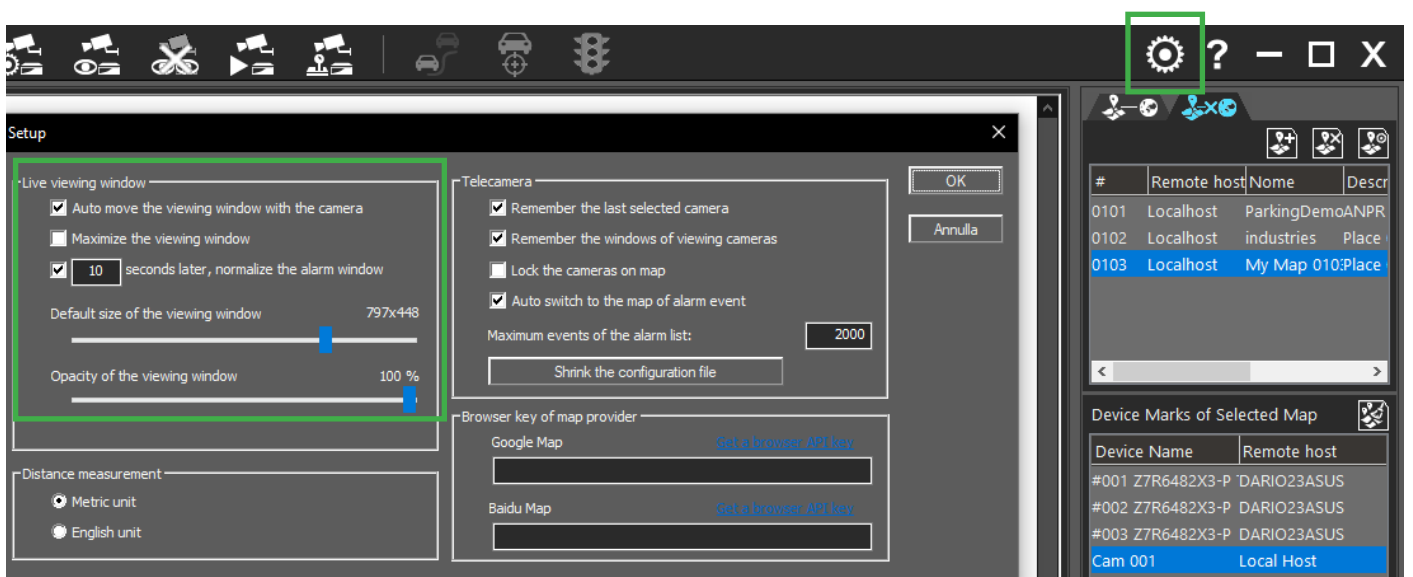 ?
X
Setup
Live viewing window
Auto move the viewing window with the camera
Maximize the viewing window
10 seconds later, normalize the alarm window
Default size of the viewing window 797x448
Opacity of the viewing window 100 %
Distance measurement
Metric unit
English unit
Telecamera
Remember the last selected camera
Remember the windows of viewing cameras
Lock the cameras on map
Auto switch to the map of alarm event
Maximum events of the alarm list: 2000
Shrink the configuration file
Browser key of map provider
Google Map Get a browser API key
Baidu Map Get a browser API key
OK
Annulla
# Remote host Nome Descr
0101 Localhost ParkingDemo ANPR
0102 Localhost industries Place
0103 Localhost My Map 0103 Place
Device Marks of Selected Map
Device Name Remote host
#001 Z7R6482X3-P DARIO23ASUS
#002 Z7R6482X3-P DARIO23ASUS
#003 Z7R6482X3-P DARIO23ASUS
Cam 001 Local Host